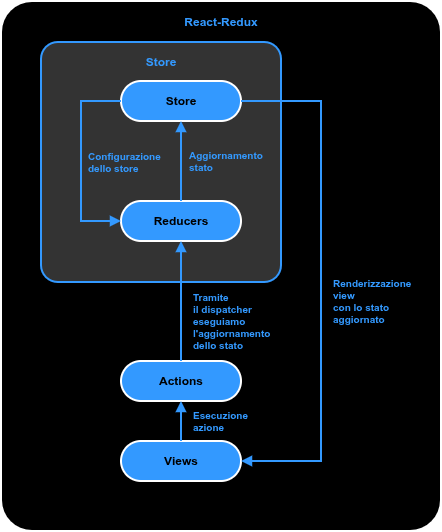 React-Redux
Store
Store
Configurazione
dello store
Aggiornamento
stato
Reducers
Renderizzazione
view
con lo stato
aggiornato
Tramite
il dispatcher
eseguiamo
l'aggiornamento
dello stato
Actions
Esecuzione
azione
Views